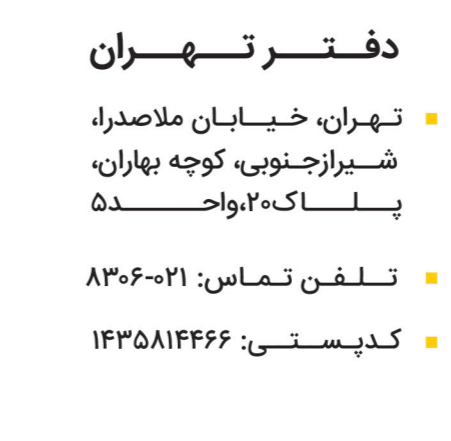 دفتر تهران
تهران، خیابان ملاصدرا،
شیرازجنوبی، کوچه بهاران،
پلاک۲۰،واحد۵
تلفن تماس: ۰۲۱-۸۳۰۶
کدپستی: ۱۴۳۵۸۱۴۴۶۶